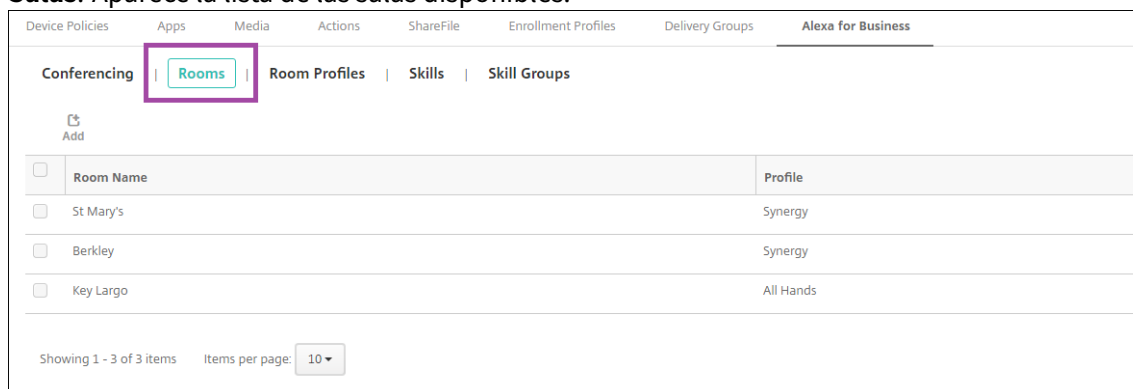 Salas. Aparece la lista de las salas disponibles.
Device Policies Apps Media Actions ShareFile Enrollment Profiles Delivery Groups Alexa for Business
Conferencing | Rooms | Room Profiles | Skills | Skill Groups
Add
Room Name Profile
St Mary's Synergy
Berkley Synergy
Key Largo All Hands
Showing 1 - 3 of 3 items Items per page: 10